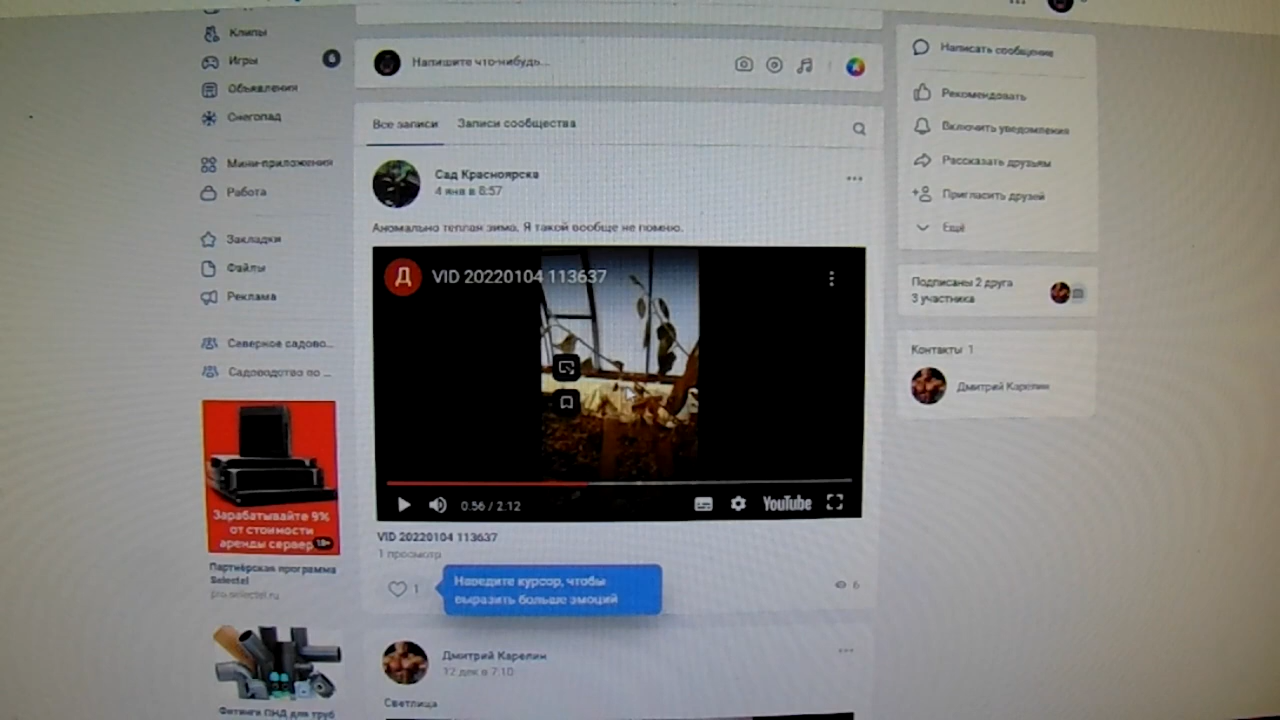 Клипы
Игры
6
Объявления
Снегопад
Мини-приложения
Работа
Закладки
Файлы
Реклама
Северное садово...
Садоводство по ...
Зарабатывайте 9%
от стоимости
аренды сервер
18+
Партнёрская программа
Selectel
pro.selectel.ru
Фитинги ПНД для труб
Напишите что-нибудь...
Все записи
Записи сообщества
Сад Красноярска
4 янв в 8:57
Аномально теплая зима. Я такой вообще не помню.
Д
VID 20220104 113637
0:56 / 2:12
YouTube
VID 20220104 113637
1 просмотр
1
Наведите курсор, чтобы
выразить больше эмоций
6
Дмитрий Карелин
12 дек в 7:10
Светлица
Написать сообщение
Рекомендовать
Включить уведомления
Рассказать друзьям
Пригласить друзей
Ещё
Подписаны 2 друга
3 участника
Контакты 1
Дмитрий Карелин